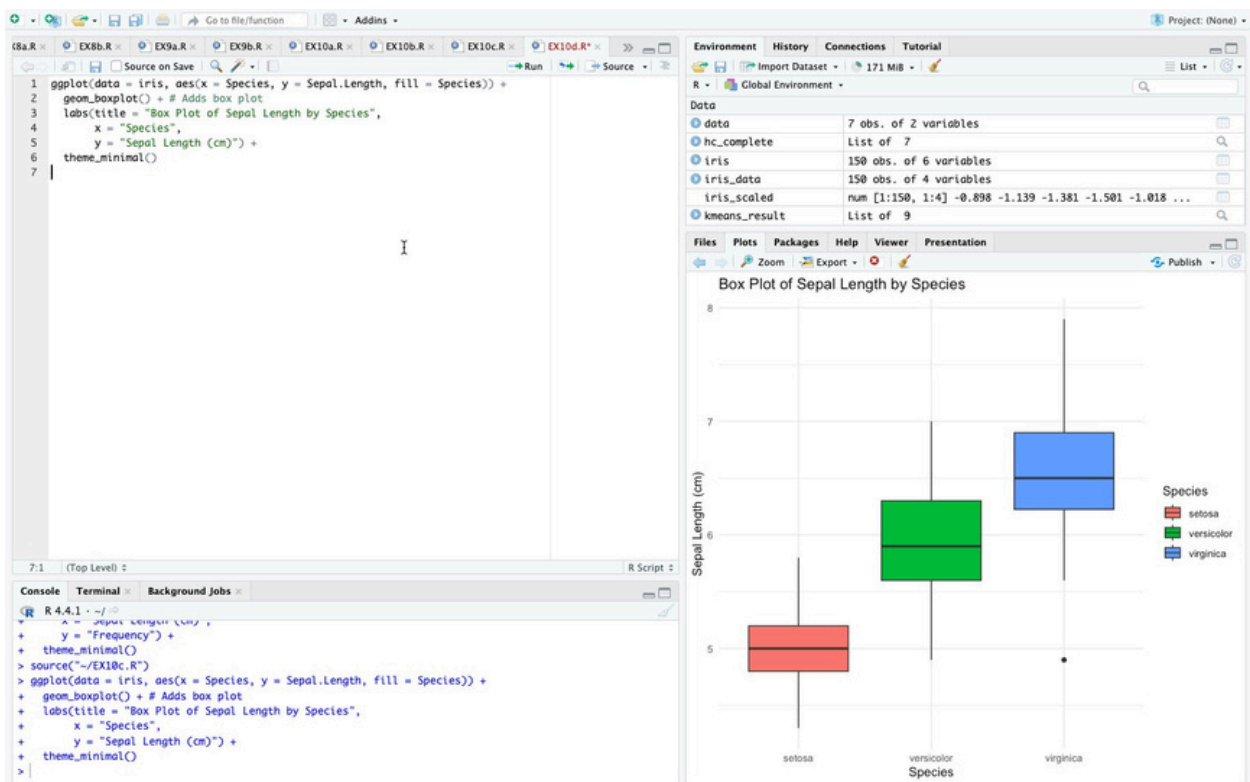 Go to file/function Addins Project: (None)
EX8b.R EX9a.R EX9b.R EX10a.R EX10b.R EX10c.R EX10d.R*
Source on Save Run Source
1 ggplot(data = iris, aes(x = Species, y = Sepal.Length, fill = Species)) +
2 geom_boxplot() + # Adds box plot
3 labs(title = "Box Plot of Sepal Length by Species",
4 x = "Species",
5 y = "Sepal Length (cm)") +
6 theme_minimal()
7
7:1 (Top Level) R Script
Console Terminal Background Jobs
R 4.4.1 · ~/
+ x = "Sepal Length (cm)",
+ y = "Frequency") +
+ theme_minimal()
> source("~/EX10c.R")
> ggplot(data = iris, aes(x = Species, y = Sepal.Length, fill = Species)) +
+ geom_boxplot() + # Adds box plot
+ labs(title = "Box Plot of Sepal Length by Species",
+ x = "Species",
+ y = "Sepal Length (cm)") +
+ theme_minimal()
>
Environment History Connections Tutorial
Import Dataset 171 MiB List
R Global Environment
Data
data 7 obs. of 2 variables
hc_complete List of 7
iris 150 obs. of 6 variables
iris_data 150 obs. of 4 variables
iris_scaled num [1:150, 1:4] -0.898 -1.139 -1.381 -1.501 -1.018 ...
kmeans_result List of 9
Files Plots Packages Help Viewer Presentation
Zoom Export Publish
Box Plot of Sepal Length by Species
8
7
6
5
Sepal Length (cm)
setosa versicolor virginica
Species
Species
setosa
versicolor
virginica